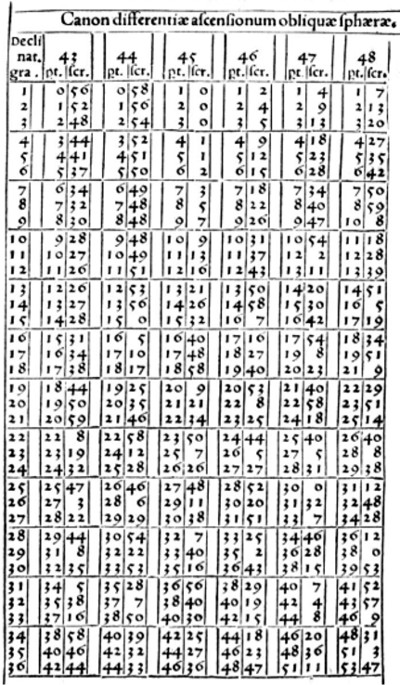 Canon differentiæ aſcenſionum obliquæ ſphæræ.
Decli
nat. 43 44 45 46 47 48
gra . pt. ſcr. pt. ſcr. pt. ſcr. pt. ſcr. pt. ſcr. pt. ſcr.
1 0 56 0 58 1 0 1 2 1 4 1 7
2 1 52 1 56 2 0 2 4 2 9 2 13
3 2 48 2 54 3 0 3 5 3 13 3 20
4 3 44 3 52 4 1 4 9 4 18 4 27
5 4 41 4 51 5 1 5 12 5 23 5 35
6 5 37 5 50 6 2 6 15 6 28 6 42
7 6 34 6 49 7 3 7 18 7 34 7 50
8 7 32 7 48 8 5 8 22 8 40 8 59
9 8 30 8 48 9 7 9 26 9 47 10 8
10 9 28 9 48 10 9 10 31 10 54 11 18
11 10 27 10 49 11 13 11 37 12 2 12 28
12 11 26 11 51 12 16 12 43 13 11 13 39
13 12 26 12 53 13 21 13 50 14 20 14 51
14 13 27 13 56 14 26 14 58 15 30 16 5
15 14 28 15 0 15 32 16 7 16 42 17 19
16 15 31 16 5 16 40 17 16 17 54 18 34
17 16 34 17 10 17 48 18 27 19 8 19 51
18 17 38 18 17 18 58 19 40 20 23 21 9
19 18 44 19 25 20 9 20 53 21 40 22 29
20 19 50 20 35 21 21 22 8 22 58 23 51
21 20 59 21 46 22 34 23 25 24 18 25 14
22 22 8 22 58 23 50 24 44 25 40 26 40
23 23 19 24 12 25 7 26 5 27 5 28 8
24 24 32 25 28 26 26 27 27 28 31 29 38
25 25 47 26 46 27 48 28 52 30 0 31 12
26 27 3 28 6 29 11 30 20 31 32 32 48
27 28 22 29 29 30 38 31 51 33 7 34 28
28 29 44 30 54 32 7 33 25 34 46 36 12
29 31 8 32 22 33 40 35 2 36 28 38 0
30 32 35 33 53 35 16 36 43 38 15 39 53
31 34 5 35 28 36 56 38 29 40 7 41 52
32 35 38 37 7 38 40 40 19 42 4 43 57
33 37 16 38 50 40 30 42 15 44 8 46 9
34 38 58 40 39 42 25 44 18 46 20 48 31
35 40 46 42 32 44 27 46 23 48 36 51 3
36 42 44 44 33 46 36 48 47 51 11 53 47